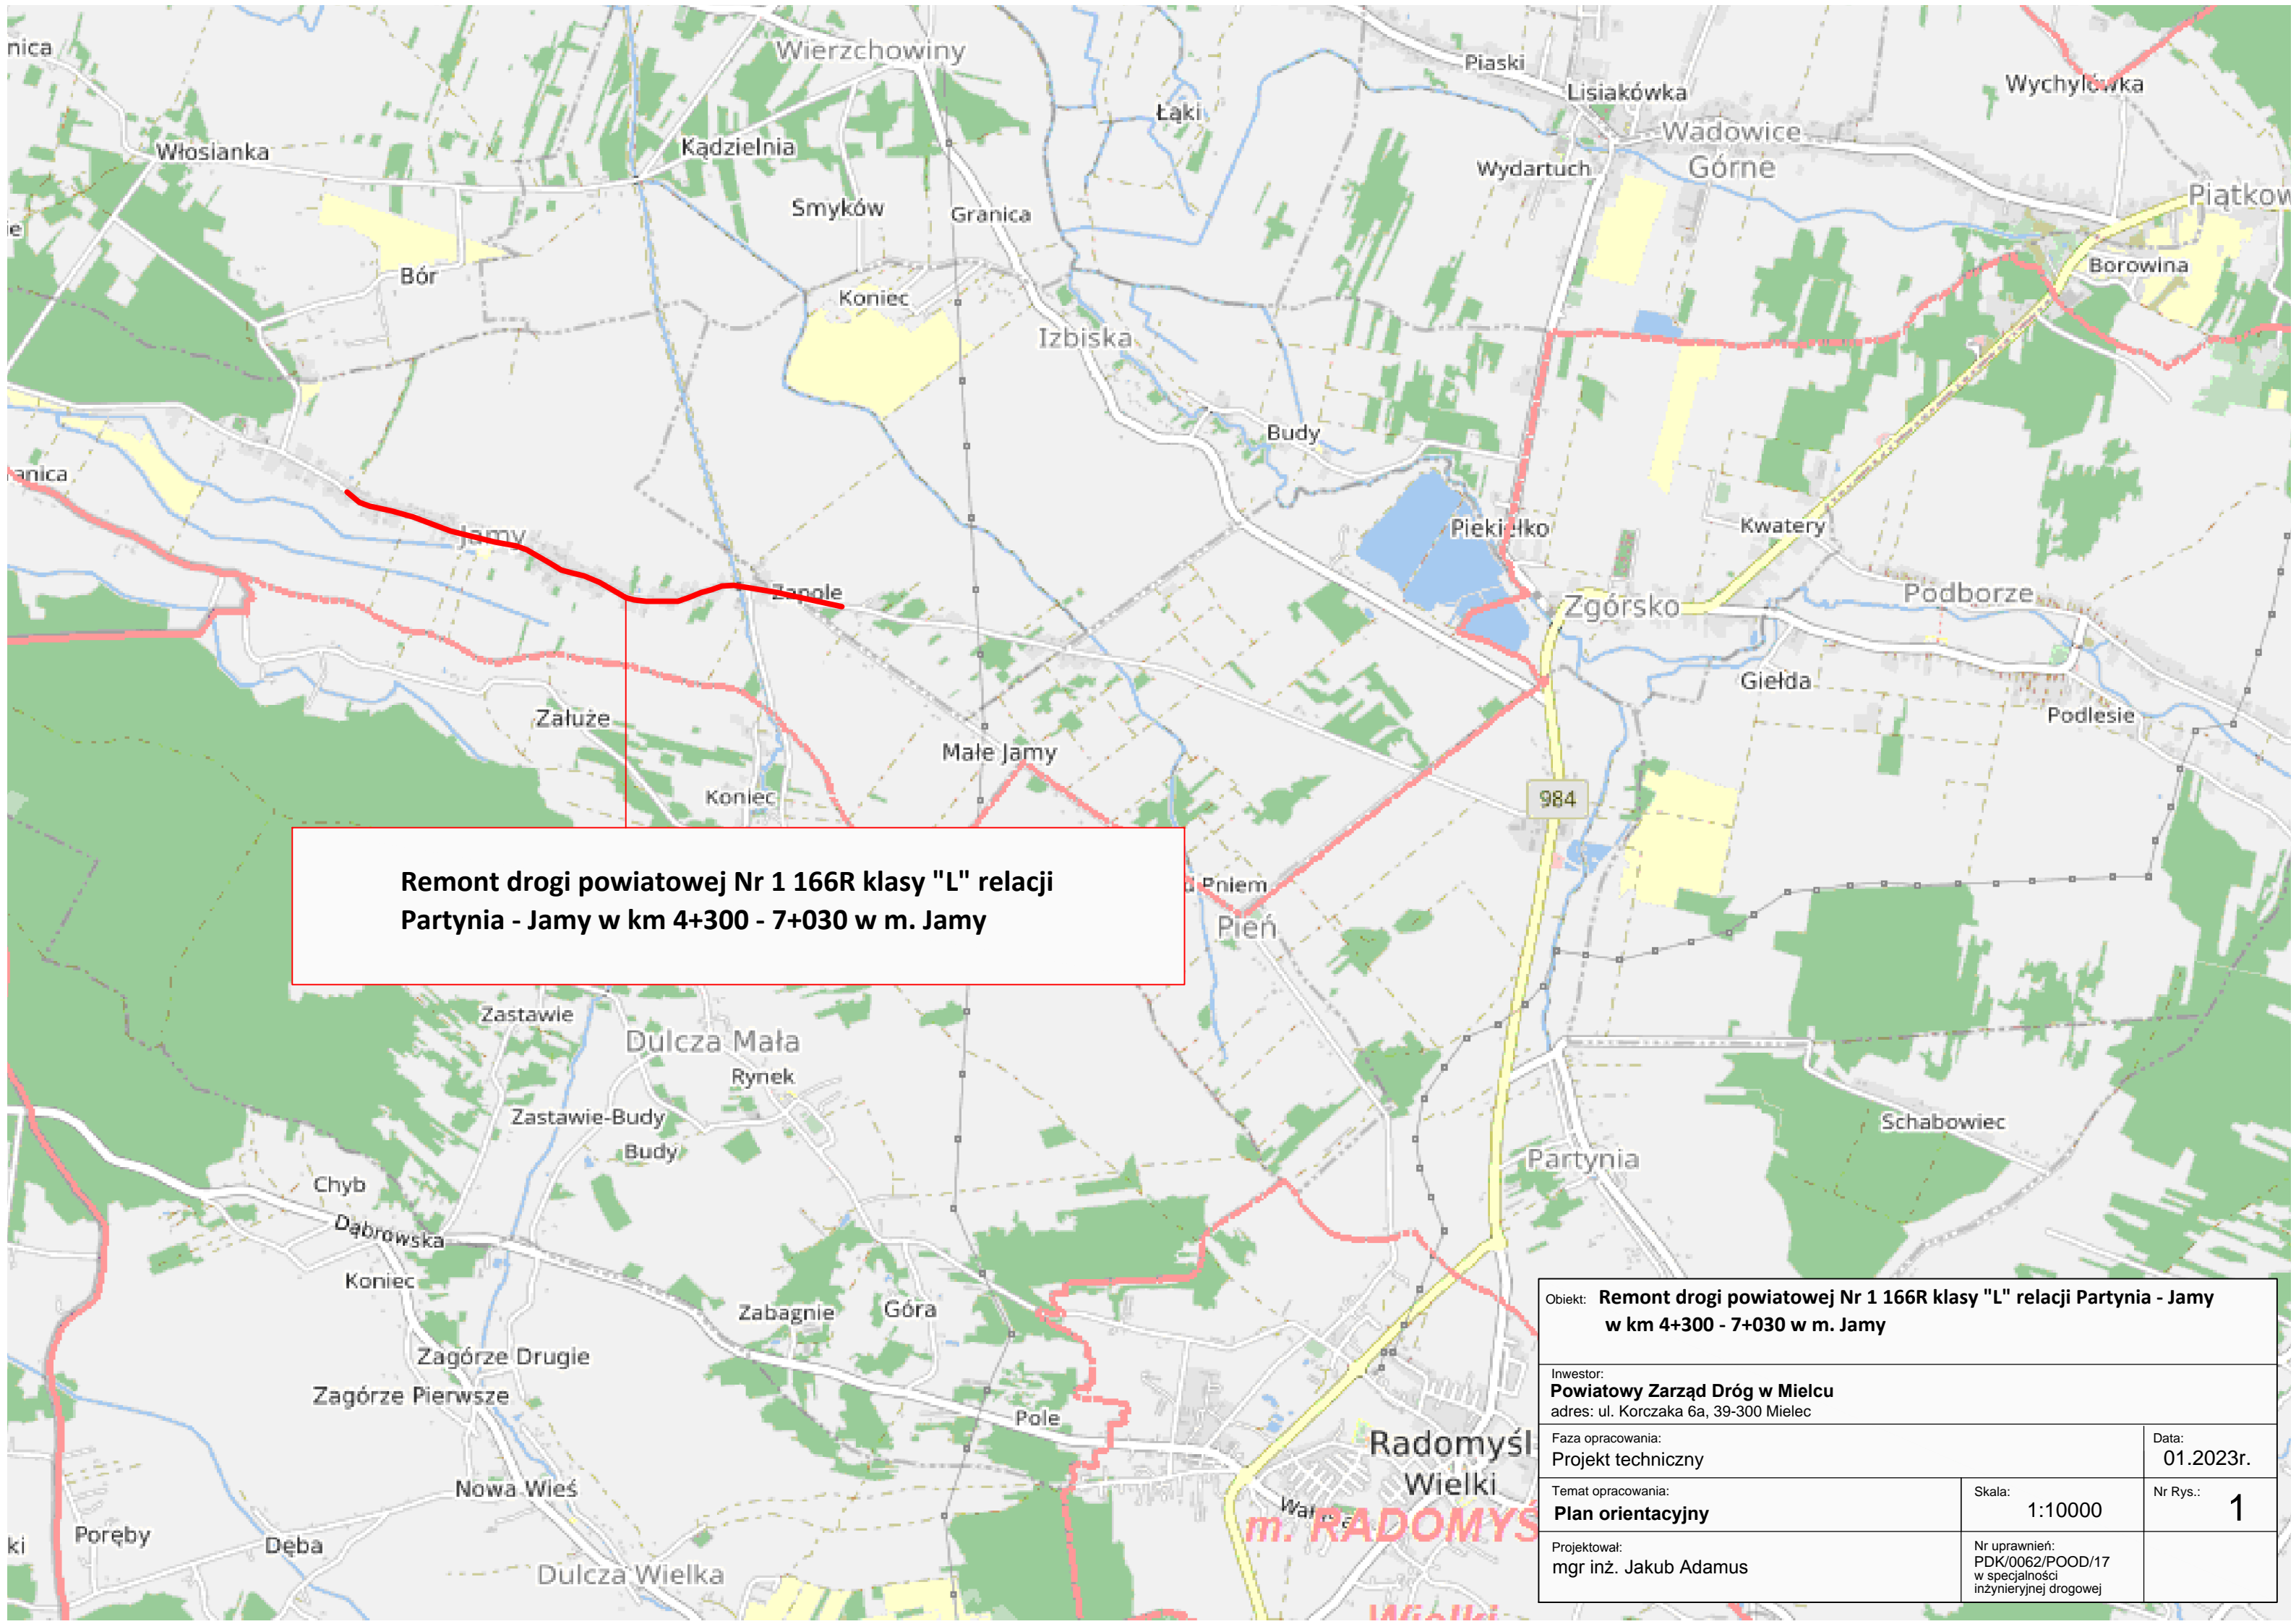 nica
Wierzchowiny
Piaski
Wychylówka
Lisiakówka
Łąki
Wadowice
Górne
Włosianka
Kądzielnia
Wydartuch
Piątkow
Smyków
Granica
e
Borowina
Bór
Koniec
Izbiska
Budy
anica
Piekiełko
Kwatery
Jamy
Zapole
Zgórsko
Podborze
Giełda
Załuże
Podlesie
Małe Jamy
Koniec
984
Remont drogi powiatowej Nr 1 166R klasy "L" relacji
Partynia - Jamy w km 4+300 - 7+030 w m. Jamy
Pniem
Pień
Zastawie
Dulcza Mała
Rynek
Zastawie-Budy
Schabowiec
Budy
Partynia
Chyb
Dąbrowska
Koniec
Zabagnie
Góra
Zagórze Drugie
Zagórze Pierwsze
Pole
Radomyśl
Wielki
Nowa Wieś
m. RADOMYŚ
Poręby
ki
Dęba
Dulcza Wielka
Wielki
Obiekt: Remont drogi powiatowej Nr 1 166R klasy "L" relacji Partynia - Jamy
w km 4+300 - 7+030 w m. Jamy
Inwestor:
Powiatowy Zarząd Dróg w Mielcu
adres: ul. Korczaka 6a, 39-300 Mielec
Faza opracowania:
Projekt techniczny
Data:
01.2023r.
Temat opracowania:
Plan orientacyjny
Skala:
1:10000
Nr Rys.:
1
Projektował:
mgr inż. Jakub Adamus
Nr uprawnień:
PDK/0062/POOD/17
w specjalności
inżynieryjnej drogowej